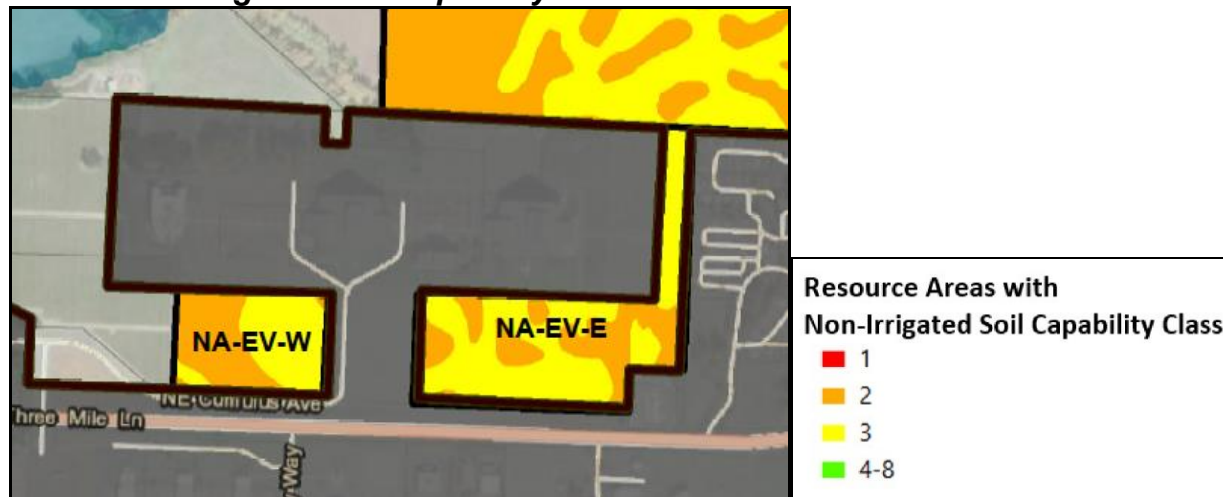 NA-EV-W
NA-EV-E
NE Cumulus Ave
Three Mile Ln
Way
Resource Areas with
Non-Irrigated Soil Capability Class
1
2
3
4-8